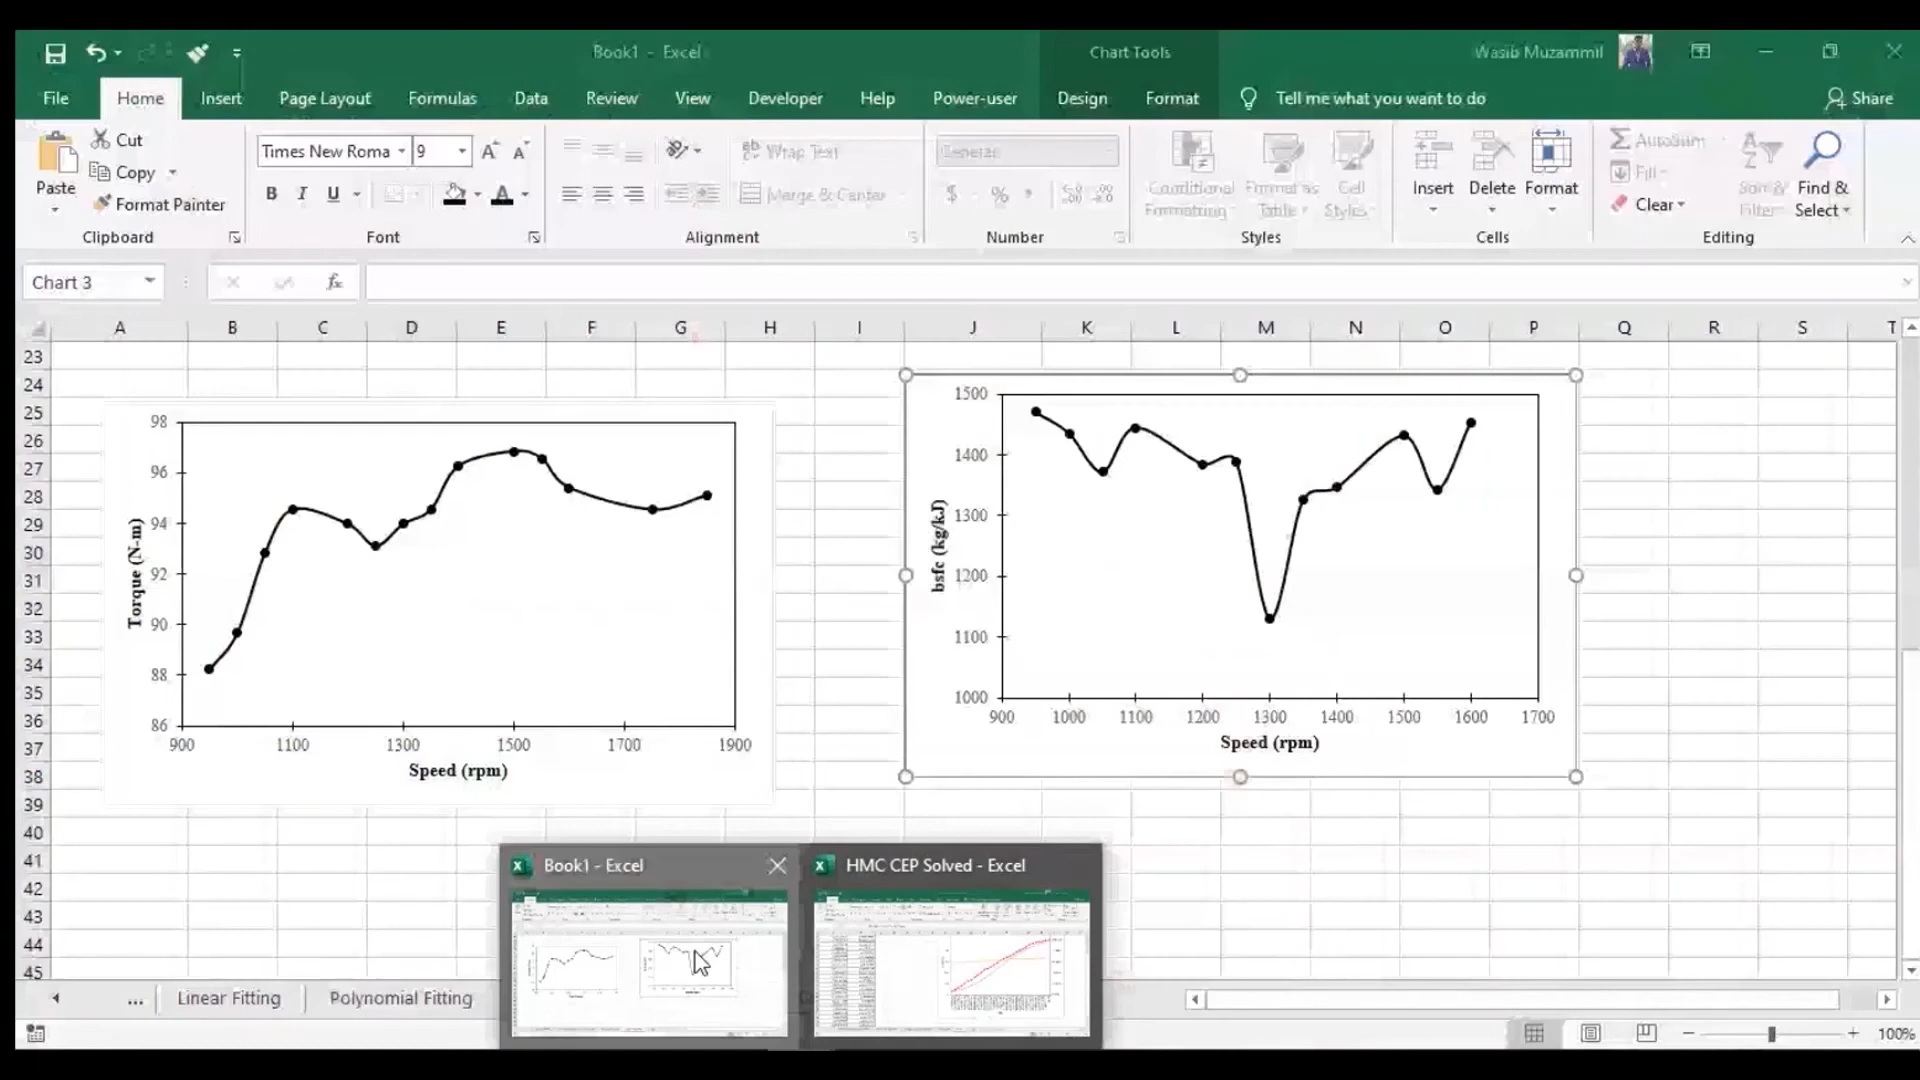 Book1 - Excel
Chart Tools
Wasib Muzammil
File Home Insert Page Layout Formulas Data Review View Developer Help Power-user Design Format Tell me what you want to do Share
Paste
Cut
Copy
Format Painter
Clipboard
Times New Roma 9
B I U
Font
Wrap Text
Merge & Center
Alignment
General
$ % ,
Number
Conditional Formatting
Format as Table
Cell Styles
Styles
Insert Delete Format
Cells
AutoSum
Fill
Clear
Sort & Filter
Find & Select
Editing
Chart 3
fx
A B C D E F G H I J K L M N O P Q R S T
23
24
25
26
27
28
29
30
31
32
33
34
35
36
37
38
39
40
41
42
43
44
45
98
96
94
92
90
88
86
Torque (N-m)
900 1100 1300 1500 1700 1900
Speed (rpm)
1500
1400
1300
1200
1100
1000
bsfc (kg/kJ)
900 1000 1100 1200 1300 1400 1500 1600 1700
Speed (rpm)
Book1 - Excel
HMC CEP Solved - Excel
... Linear Fitting Polynomial Fitting
100%